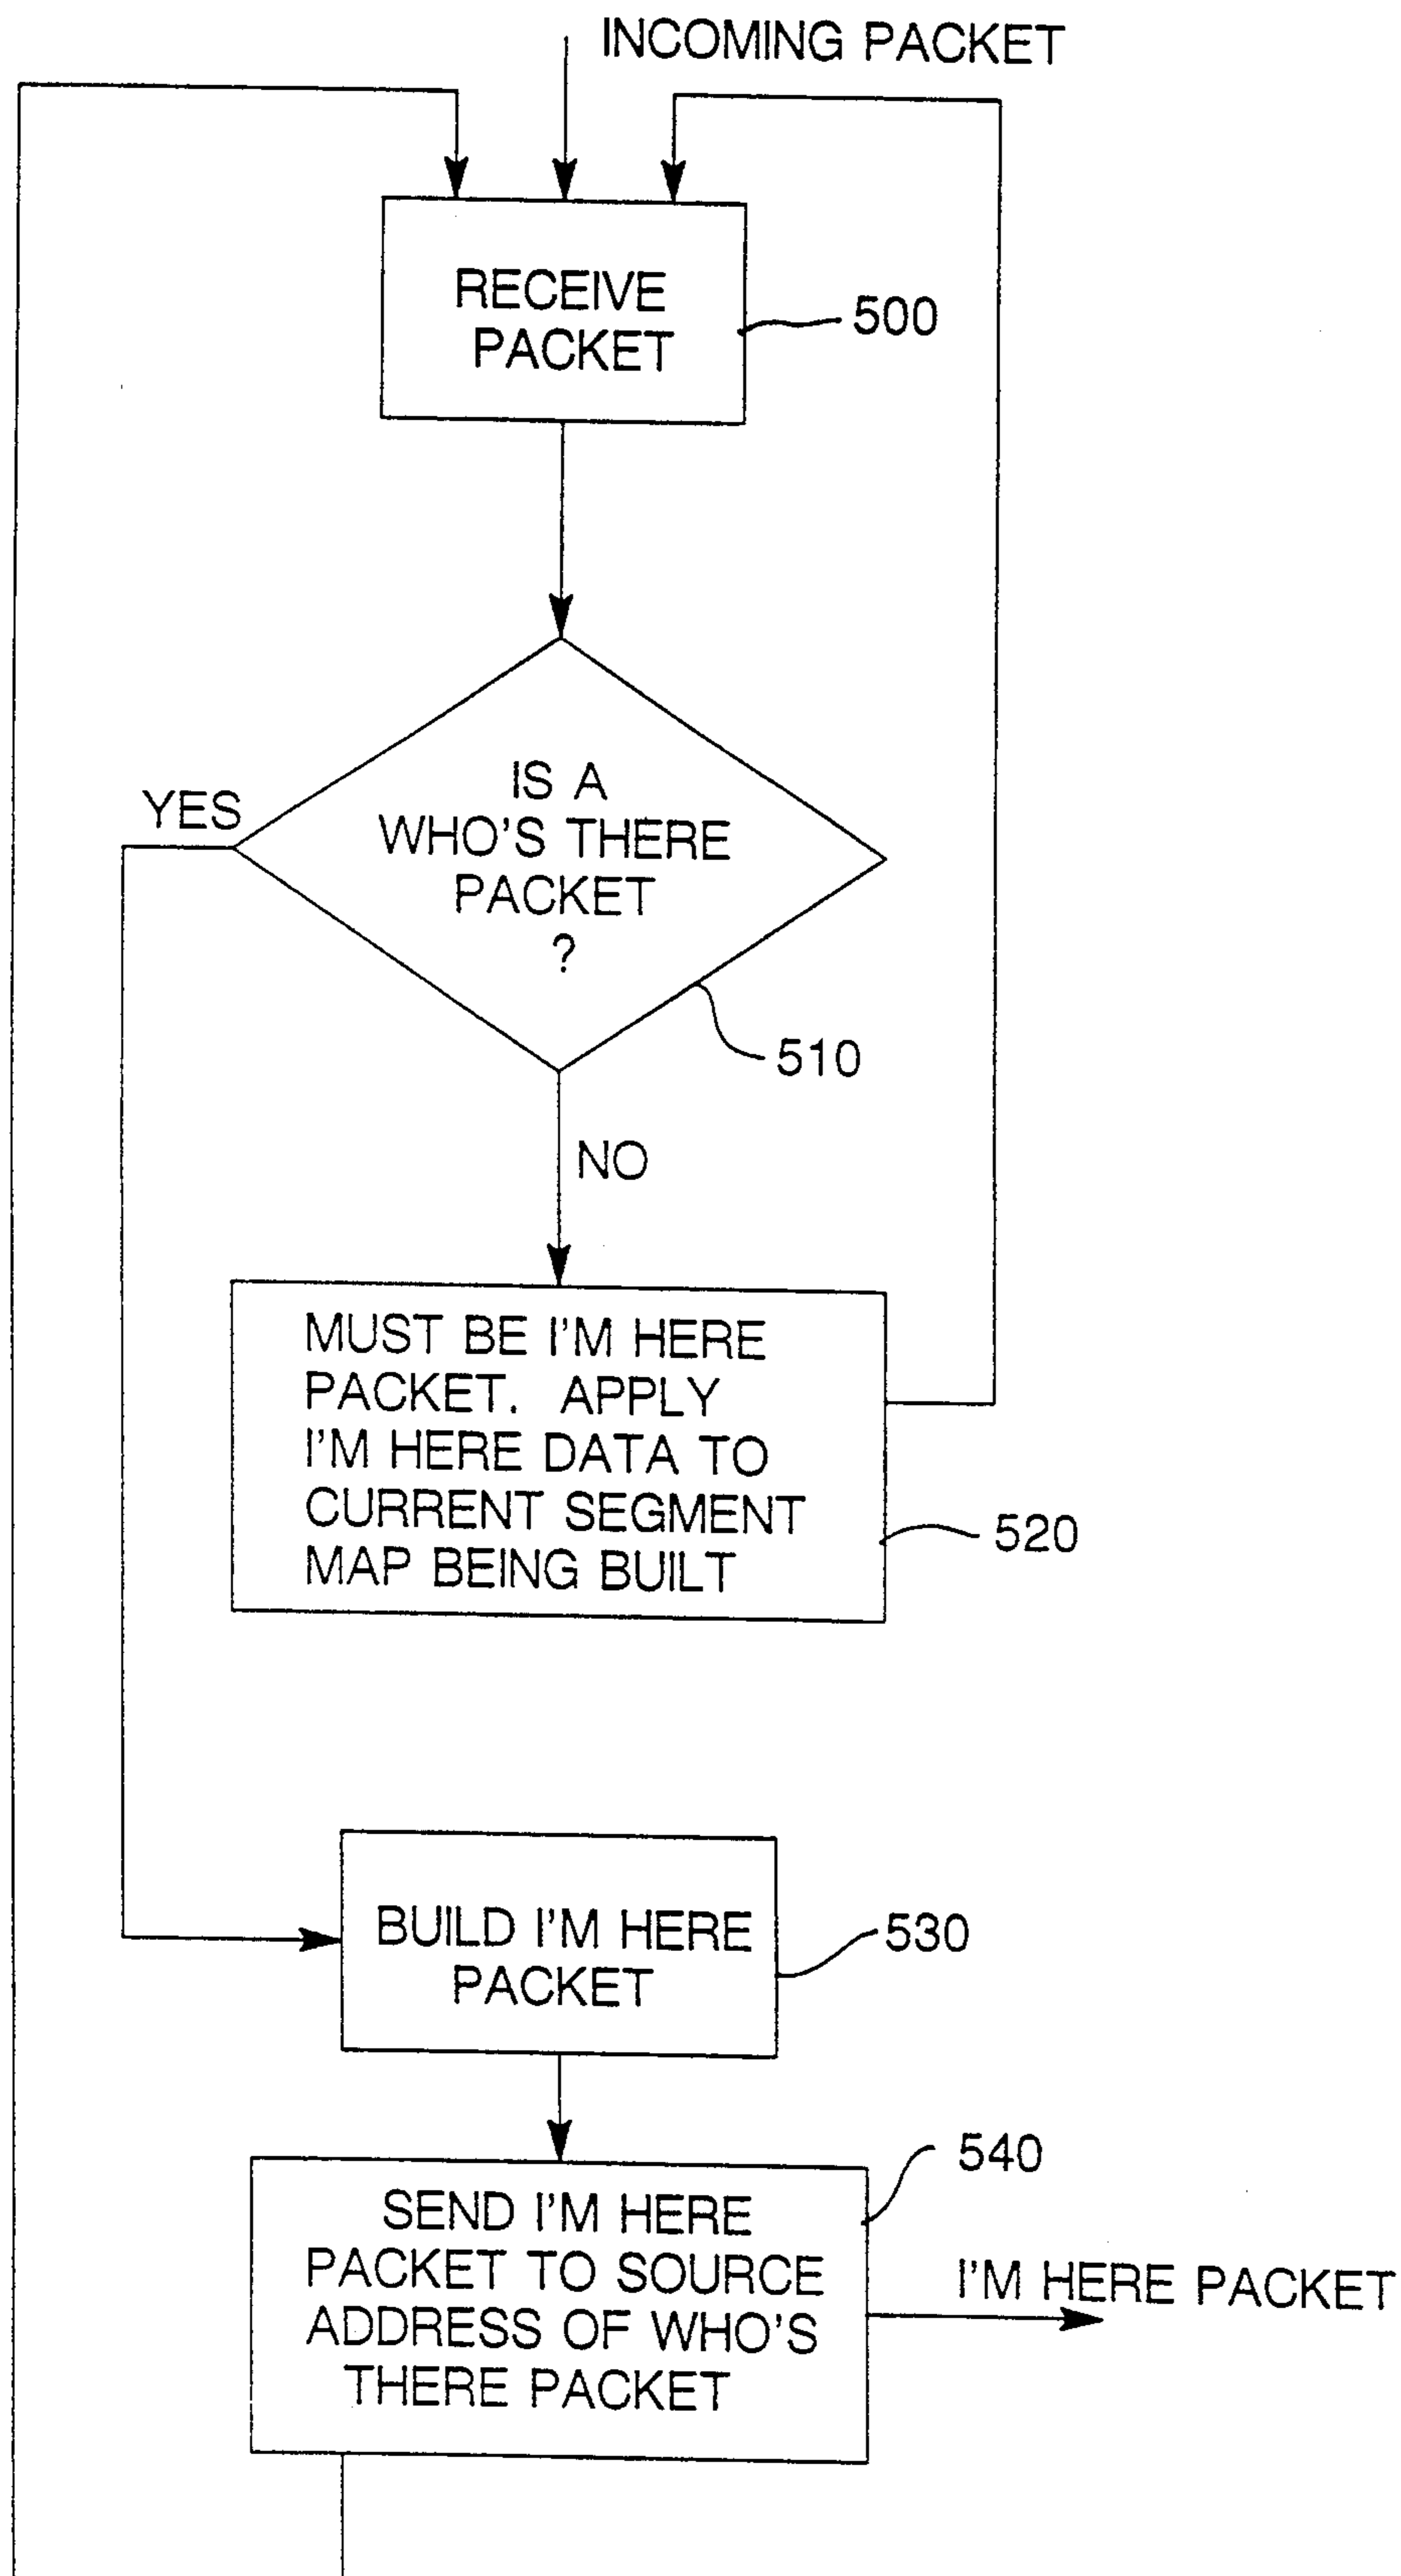 INCOMING PACKET
RECEIVE
PACKET
500
IS A
WHO'S THERE
PACKET
?
YES
510
NO
MUST BE I'M HERE
PACKET. APPLY
I'M HERE DATA TO
CURRENT SEGMENT
MAP BEING BUILT
520
BUILD I'M HERE
PACKET
530
SEND I'M HERE
PACKET TO SOURCE
ADDRESS OF WHO'S
THERE PACKET
540
I'M HERE PACKET